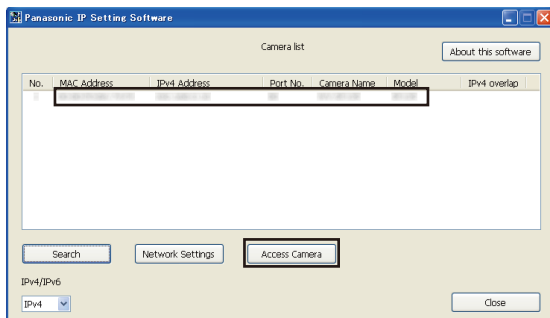 Panasonic IP Setting Software
Camera list
About this software
No. MAC Address IPv4 Address Port No. Camera Name Model IPv4 overlap
Search Network Settings Access Camera
IPv4/IPv6
IPv4 Close